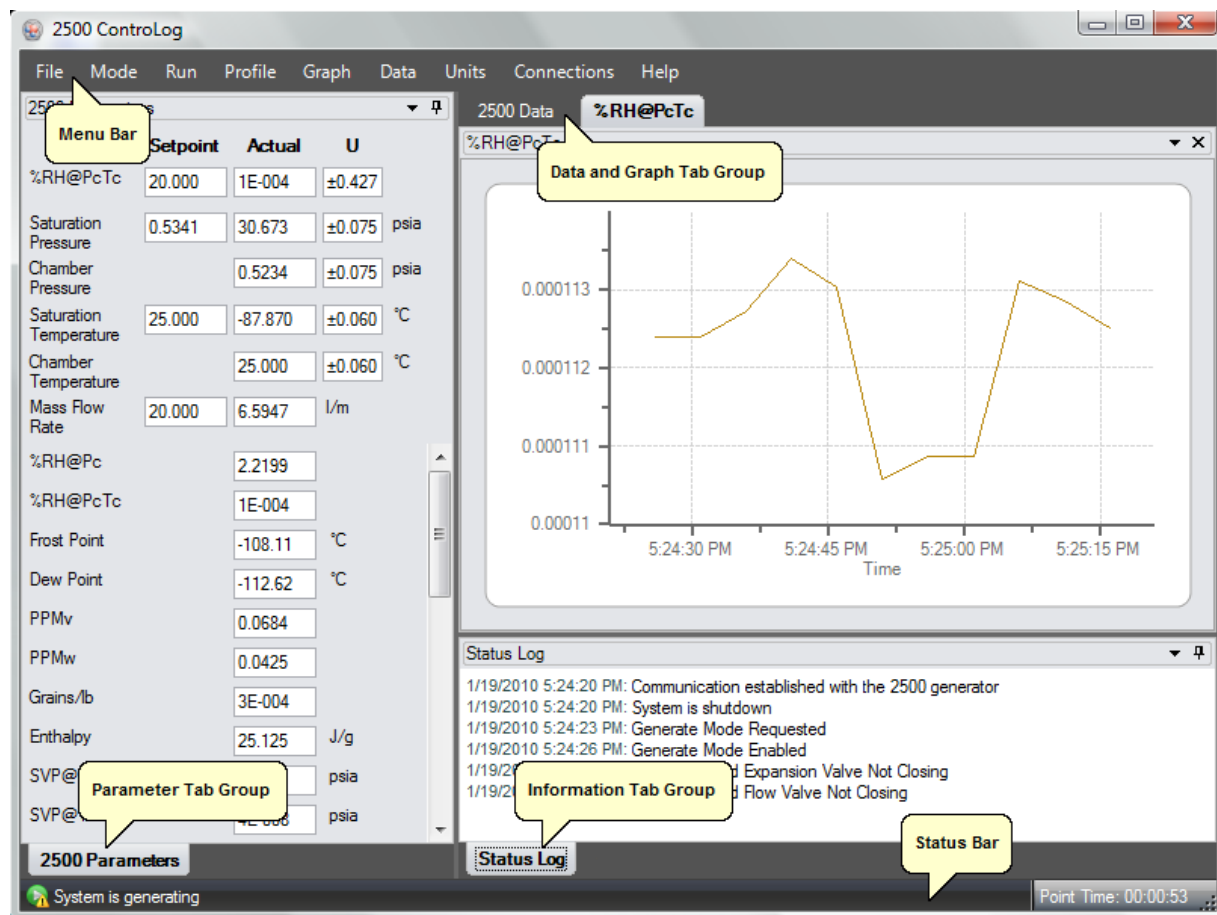 2500 ControLog
File Mode Run Profile Graph Data Units Connections Help
Menu Bar
Setpoint Actual U
%RH@PcTc 20.000 1E-004 ±0.427
Saturation Pressure 0.5341 30.673 ±0.075 psia
Chamber Pressure 0.5234 ±0.075 psia
Saturation Temperature 25.000 -87.870 ±0.060 °C
Chamber Temperature 25.000 ±0.060 °C
Mass Flow Rate 20.000 6.5947 l/m
%RH@Pc 2.2199
%RH@PcTc 1E-004
Frost Point -108.11 °C
Dew Point -112.62 °C
PPMv 0.0684
PPMw 0.0425
Grains/lb 3E-004
Enthalpy 25.125 J/g
SVP@ psia
SVP@ psia
Parameter Tab Group
2500 Parameters
2500 Data %RH@PcTc
%RH@PcTc
Data and Graph Tab Group
0.000113
0.000112
0.000111
0.00011
5:24:30 PM 5:24:45 PM 5:25:00 PM 5:25:15 PM
Time
Status Log
1/19/2010 5:24:20 PM: Communication established with the 2500 generator
1/19/2010 5:24:20 PM: System is shutdown
1/19/2010 5:24:23 PM: Generate Mode Requested
1/19/2010 5:24:26 PM: Generate Mode Enabled
Expansion Valve Not Closing
Flow Valve Not Closing
Information Tab Group
Status Bar
Status Log
System is generating
Point Time: 00:00:53